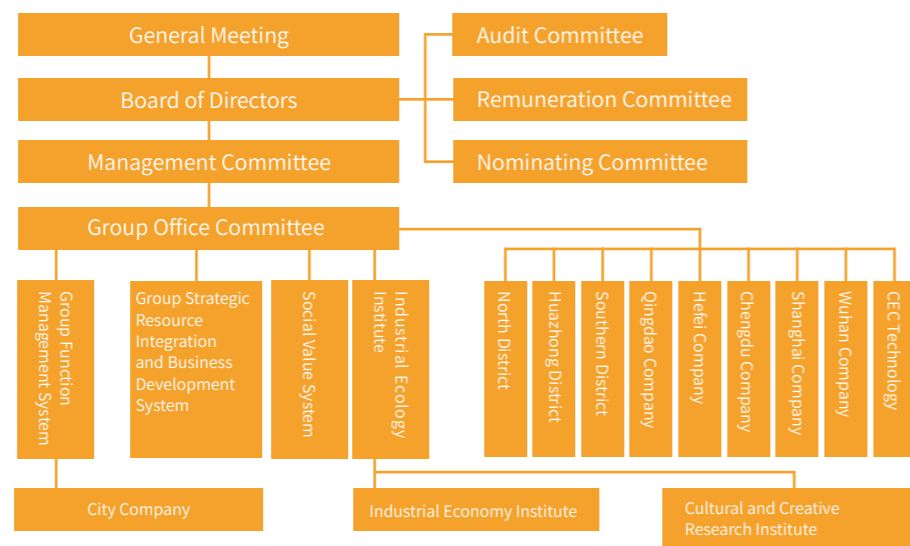 General Meeting
Audit Committee
Board of Directors
Remuneration Committee
Management Committee
Nominating Committee
Group Office Committee
Group Function
Management System
Group Strategic
Resource
Integration
and Business
Development
System
Social Value System
Industrial Ecology
Institute
North District
Huazhong District
Southern District
Qingdao Company
Hefei Company
Chengdu Company
Shanghai Company
Wuhan Company
CEC Technology
City Company
Industrial Economy Institute
Cultural and Creative
Research Institute